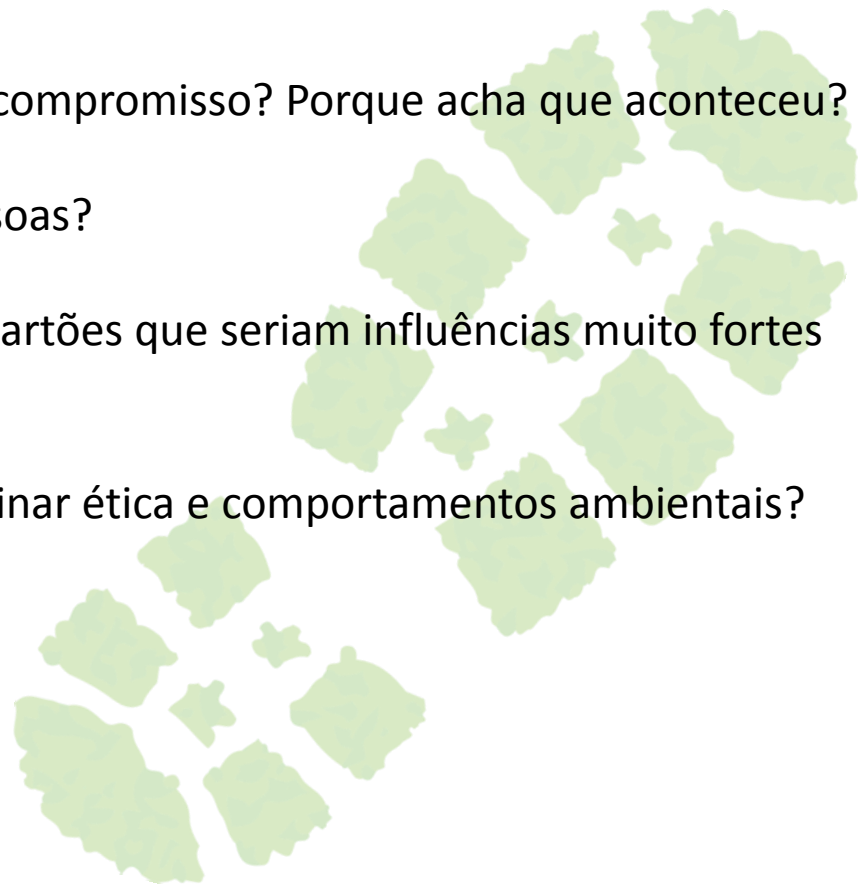 compromisso? Porque acha que aconteceu?
soas?
artões que seriam influências muito fortes
inar ética e comportamentos ambientais?